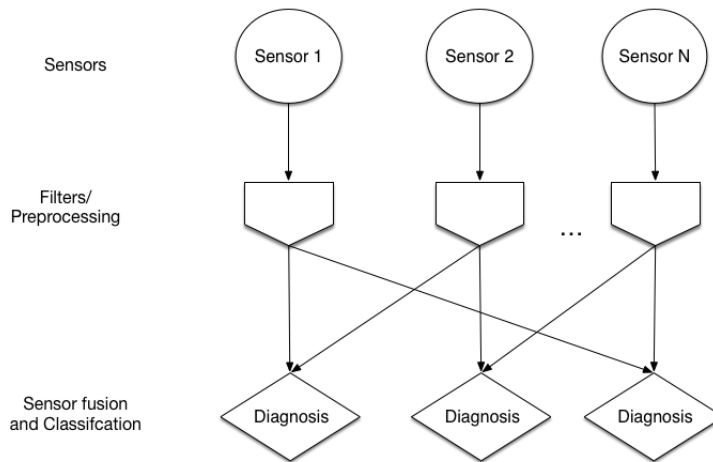 Sensors
Sensor 1
Sensor 2
Sensor N
Filters/
Preprocessing
...
Sensor fusion
and Classifcation
Diagnosis
Diagnosis
Diagnosis